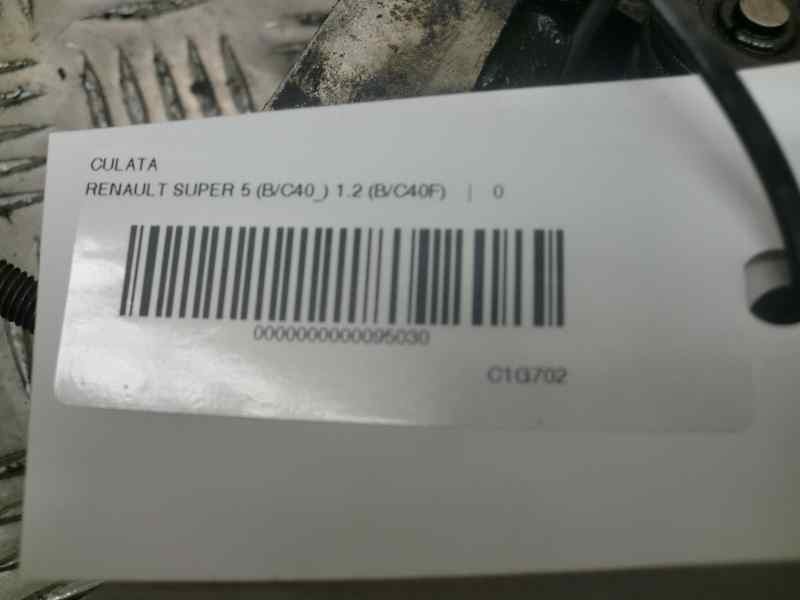 CULATA
RENAULT SUPER 5 (B/C40_) 1.2 (B/C40F) | 0
0000000000095030
C1G702